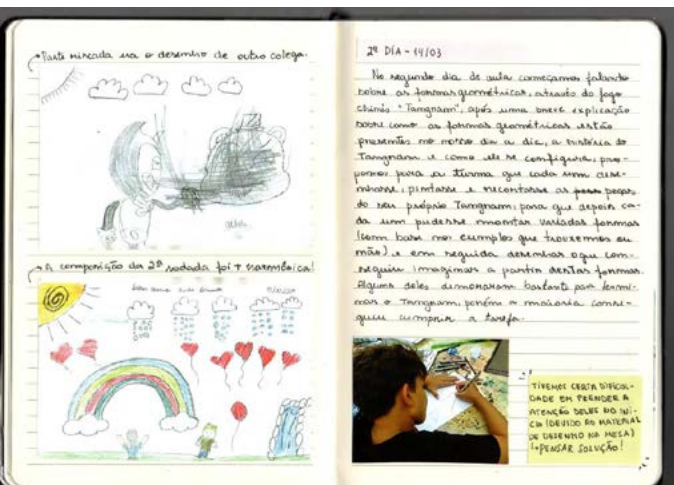 Parte riscada era o desenho de outro colega.
A composição da 2ª rodada foi + harmônica!
2º DIA - 14/03
No segundo dia de aula começamos falando
sobre as formas geométricas, através do jogo
chinês "Tangram", após uma breve explicação
sobre como as formas geométricas estão
presentes no nosso dia a dia, a história do
Tangram e como ele se configura, pro-
pomos para a turma que cada um dese-
nhasse, pintasse e recortasse as peças
do seu próprio Tangram, para que depois ca-
da um pudesse montar variadas formas
(com base nos exemplos que trouxemos ou
não) e em seguida desenhar o que con-
seguiu imaginar a partir destas formas.
Alguns deles demoraram bastante para termi-
nar o Tangram, porém a maioria conse-
guiu cumprir a tarefa.
TIVEMOS CERTA DIFICUL-
DADE EM PRENDER A
ATENÇÃO DELES NO INÍ-
CIO (DEVIDO AO MATERIAL
DE DESENHO NA MESA)
↳PENSAR SOLUÇÃO!